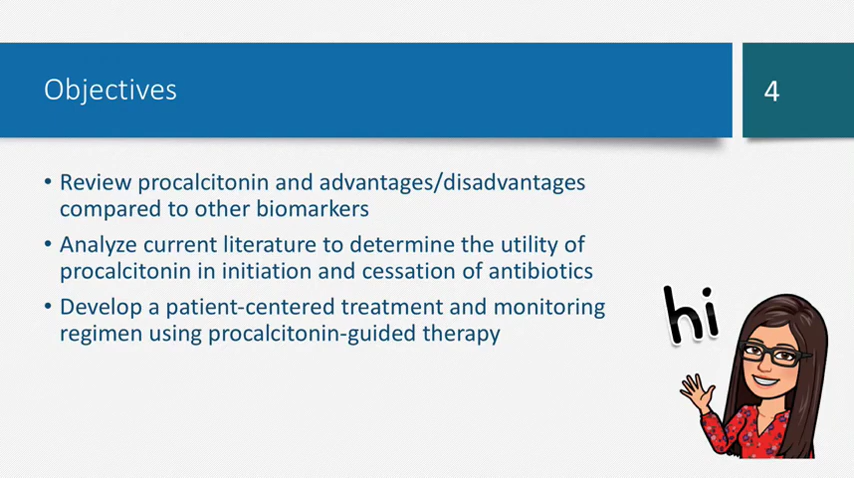 Objectives
4
• Review procalcitonin and advantages/disadvantages
compared to other biomarkers
• Analyze current literature to determine the utility of
procalcitonin in initiation and cessation of antibiotics
• Develop a patient-centered treatment and monitoring
regimen using procalcitonin-guided therapy
hi